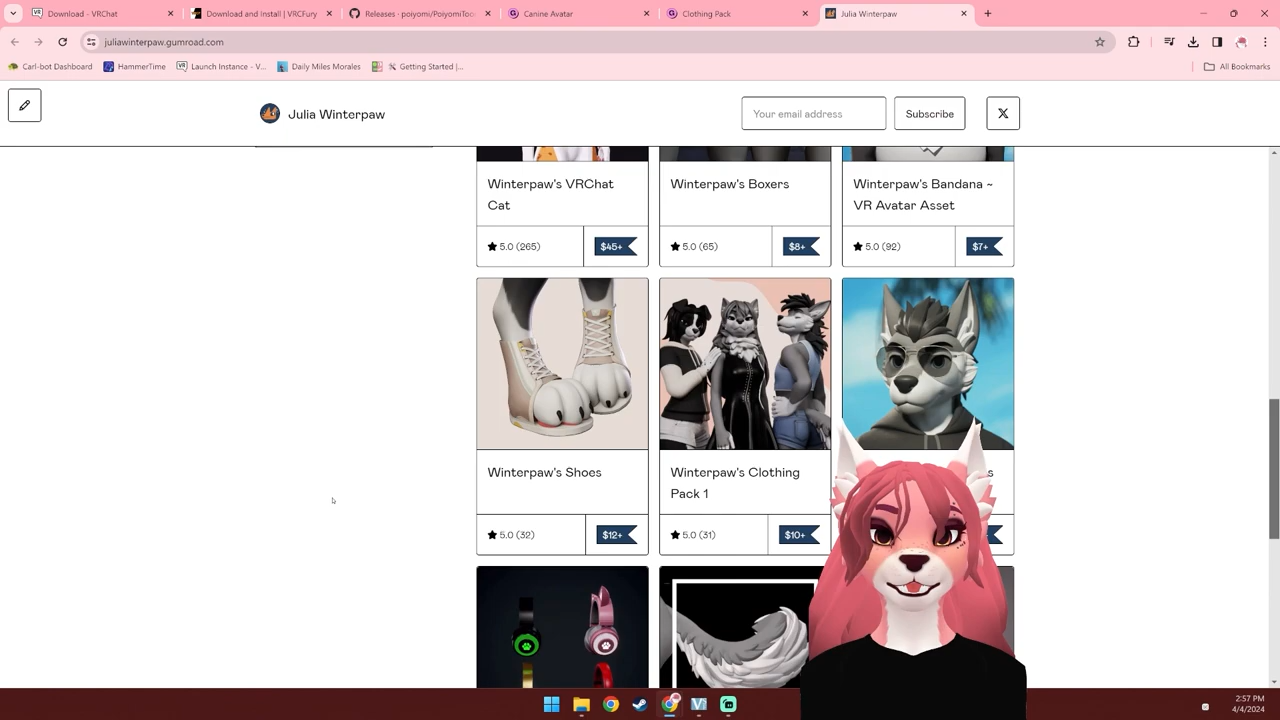 Download - VRChat
Download and Install | VRCFury
Releases · poiyomi/PoiyomiToo
Canine Avatar
Clothing Pack
Julia Winterpaw
juliawinterpaw.gumroad.com
Carl-bot Dashboard
HammerTime
Launch Instance - V...
Daily Miles Morales
Getting Started |...
All Bookmarks
Julia Winterpaw
Your email address
Subscribe
Winterpaw's VRChat
Cat
Winterpaw's Boxers
Winterpaw's Bandana ~
VR Avatar Asset
5.0 (265)
$45+
5.0 (65)
$8+
5.0 (92)
$7+
Winterpaw's Shoes
Winterpaw's Clothing
Pack 1
s
5.0 (32)
$12+
5.0 (31)
$10+
2:57 PM
4/4/2024